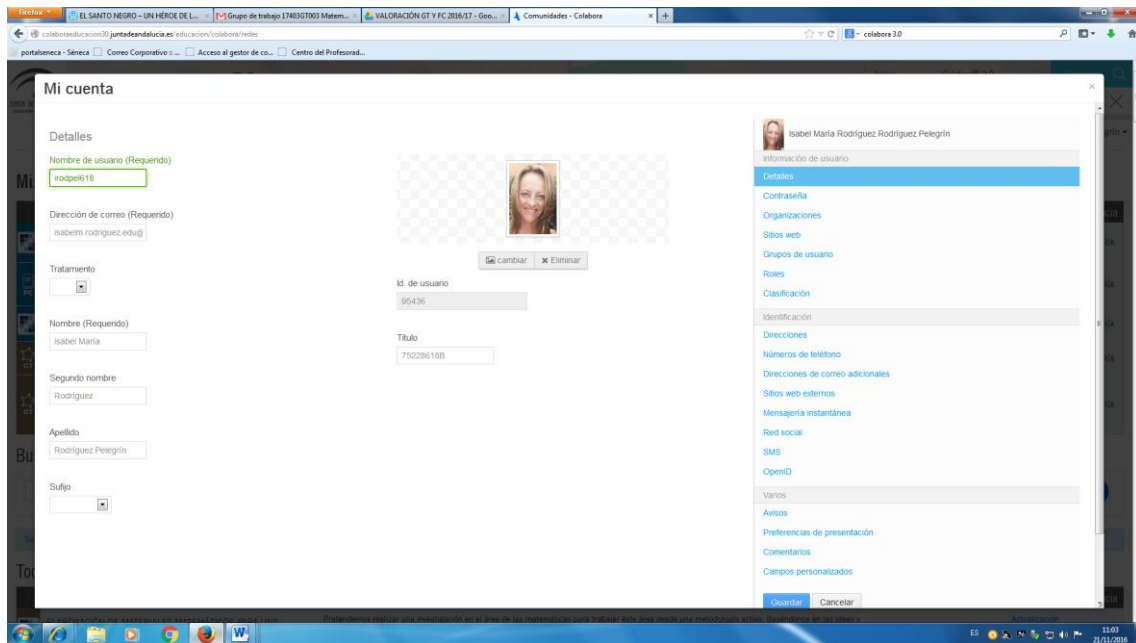 Firefox
EL SANTO NEGRO – UN HÉROE DE L...
Grupo de trabajo 17403GT003 Matem...
VALORACIÓN GT Y FC 2016/17 - Goo...
Comunidades - Colabora
colaboraeducacion30.juntadeandalucia.es/educacion/colabora/redes
colabora 3.0
portalseneca - Séneca
Correo Corporativo :: ...
Acceso al gestor de co...
Centro del Profesorad...
Mi cuenta
Detalles
Nombre de usuario (Requerido)
irodpel618
Dirección de correo (Requerido)
isabelm.rodriguez.edu@
Tratamiento
Nombre (Requerido)
Isabel María
Segundo nombre
Rodríguez
Apellido
Rodríguez Pelegrín
Sufijo
cambiar
Eliminar
Id. de usuario
95436
Título
75228618B
Isabel María Rodríguez Rodríguez Pelegrín
Información de usuario
Detalles
Contraseña
Organizaciones
Sitios web
Grupos de usuario
Roles
Clasificación
Identificación
Direcciones
Números de teléfono
Direcciones de correo adicionales
Sitios web externos
Mensajería instantánea
Red social
SMS
OpenID
Varios
Avisos
Preferencias de presentación
Comentarios
Campos personalizados
Guardar
Cancelar
ES
11:03
21/11/2016